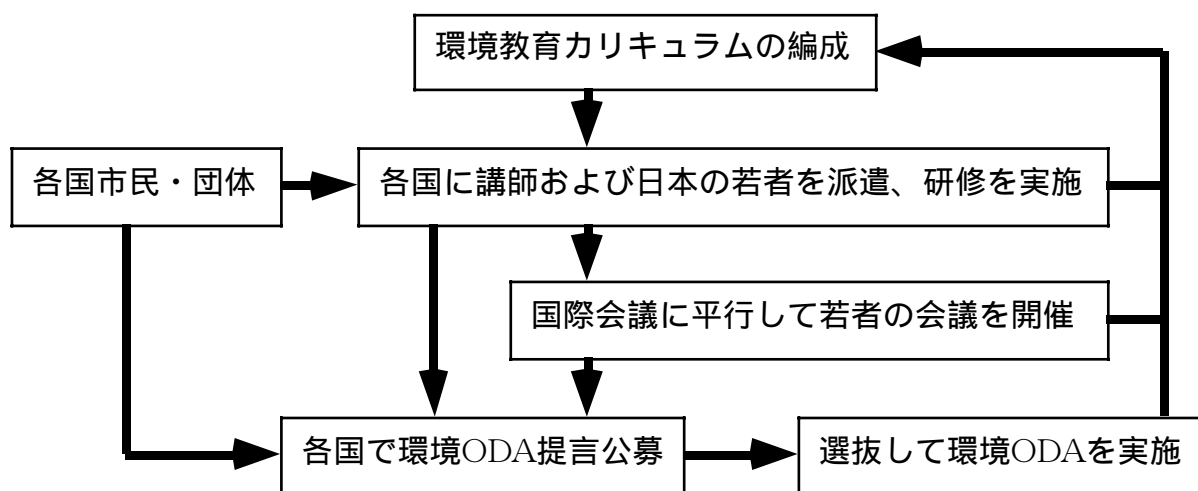 環境教育カリキュラムの編成
各国市民・団体
各国に講師および日本の若者を派遣、研修を実施
国際会議に平行して若者の会議を開催
各国で環境ODA提言公募
選抜して環境ODAを実施